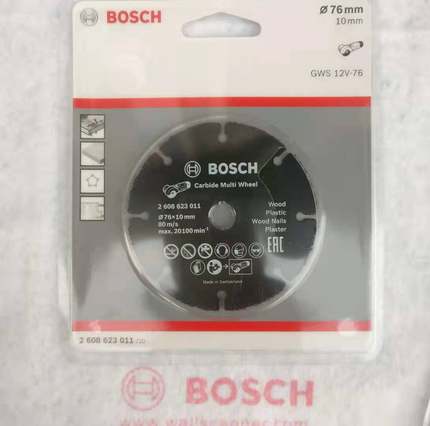 BOSCH
Ø 76 mm
10 mm
GWS 12V-76
BOSCH
Carbide Multi Wheel
2 608 623 011
Ø 76×10 mm
80 m/s
max. 20100 min⁻¹
Wood
Plastic
Wood Nails
Plaster
EAC
Made in Switzerland
2 608 623 011
BOSCH